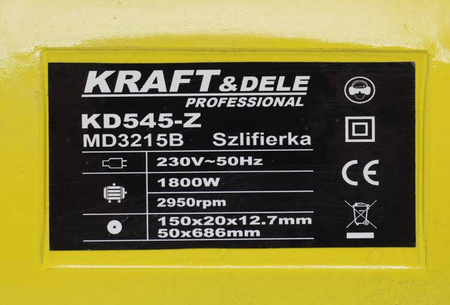 KRAFT&DELE
PROFESSIONAL
KD545-Z
MD3215B Szlifierka
230V~50Hz
1800W
2950rpm
150x20x12.7mm
50x686mm
CE